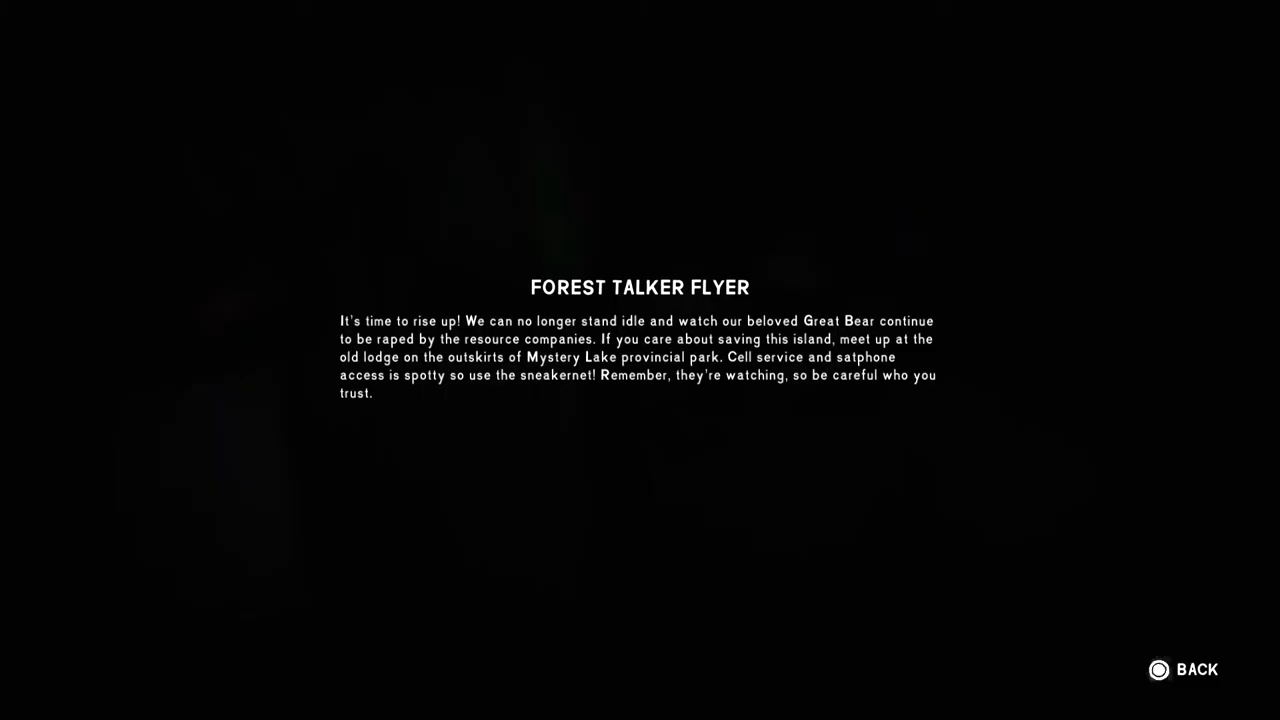 FOREST TALKER FLYER
It's time to rise up! We can no longer stand idle and watch our beloved Great Bear continue
to be raped by the resource companies. If you care about saving this island, meet up at the
old lodge on the outskirts of Mystery Lake provincial park. Cell service and satphone
access is spotty so use the sneakernet! Remember, they're watching, so be careful who you
trust.
BACK